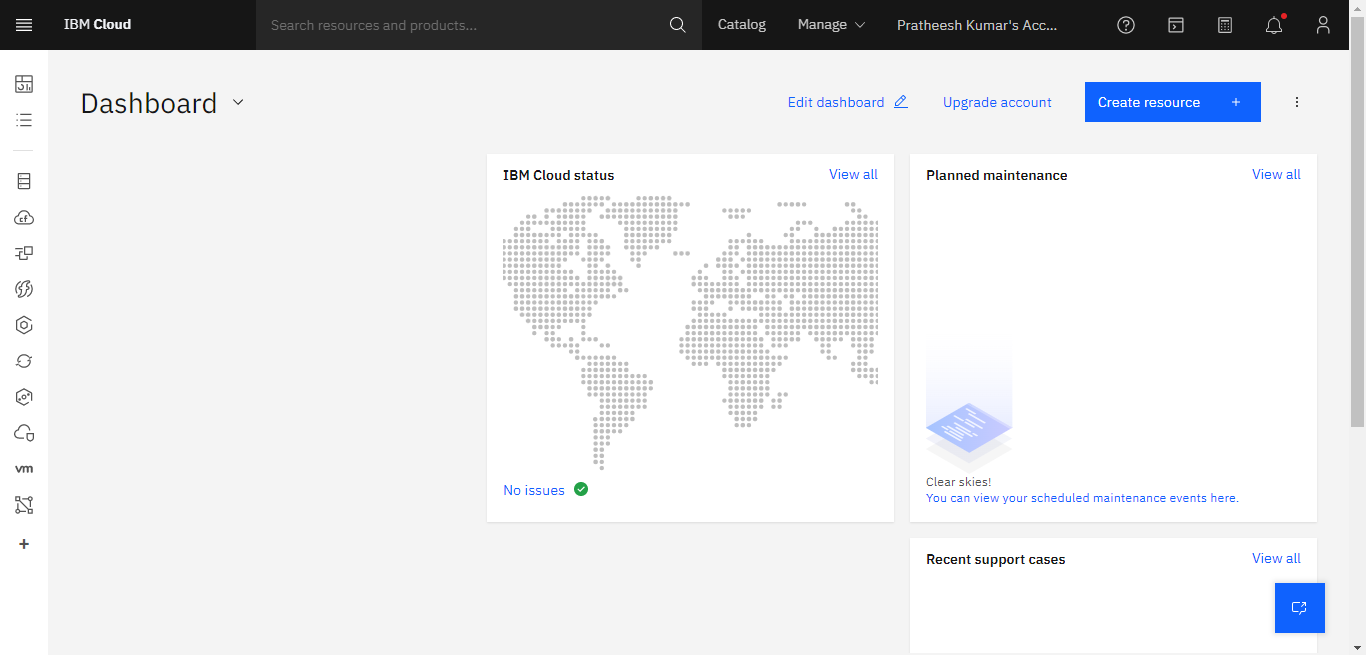 IBM Cloud
Search resources and products...
Catalog
Manage
Pratheesh Kumar's Acc...
Dashboard
Edit dashboard
Upgrade account
Create resource +
IBM Cloud status
View all
No issues
Planned maintenance
View all
Clear skies!
You can view your scheduled maintenance events here.
Recent support cases
View all
cf
vm